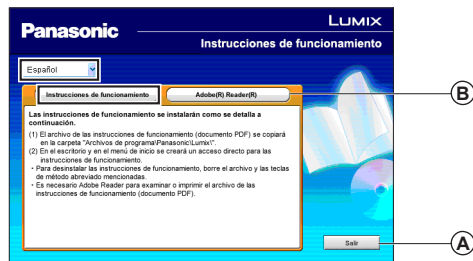 Panasonic
LUMIX
Instrucciones de funcionamiento
Español
Instrucciones de funcionamiento
Adobe(R) Reader(R)
B
Las instrucciones de funcionamiento se instalarán como se detalla a
continuación.
(1) El archivo de las instrucciones de funcionamiento (documento PDF) se copiará
en la carpeta "Archivos de programa\Panasonic\Lumix\".
(2) En el escritorio y en el menú de inicio se creará un acceso directo para las
instrucciones de funcionamiento.
· Para desinstalar las instrucciones de funcionamiento, borre el archivo y las teclas
de método abreviado mencionadas.
· Es necesario Adobe Reader para examinar o imprimir el archivo de las
instrucciones de funcionamiento (documento PDF).
Salir
A